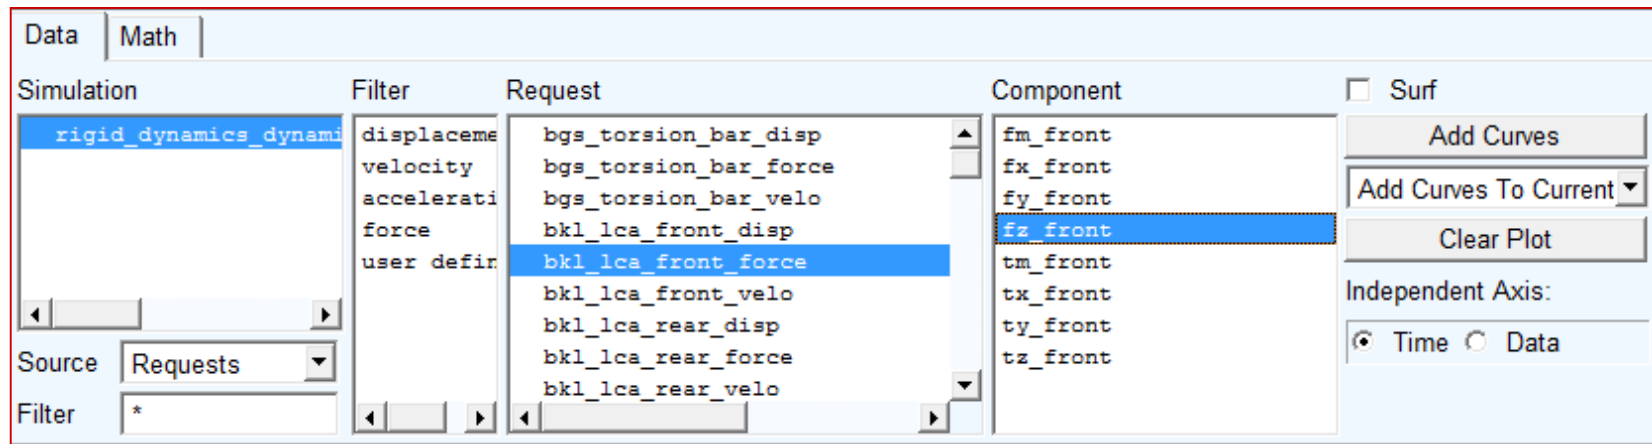 Data Math
Simulation Filter Request Component Surf
rigid_dynamics_dynami
displaceme
velocity
accelerati
force
user defin
bgs_torsion_bar_disp
bgs_torsion_bar_force
bgs_torsion_bar_velo
bkl_lca_front_disp
bkl_lca_front_force
bkl_lca_front_velo
bkl_lca_rear_disp
bkl_lca_rear_force
bkl_lca_rear_velo
fm_front
fx_front
fy_front
fz_front
tm_front
tx_front
ty_front
tz_front
Add Curves
Add Curves To Current
Clear Plot
Independent Axis:
Time Data
Source Requests
Filter *